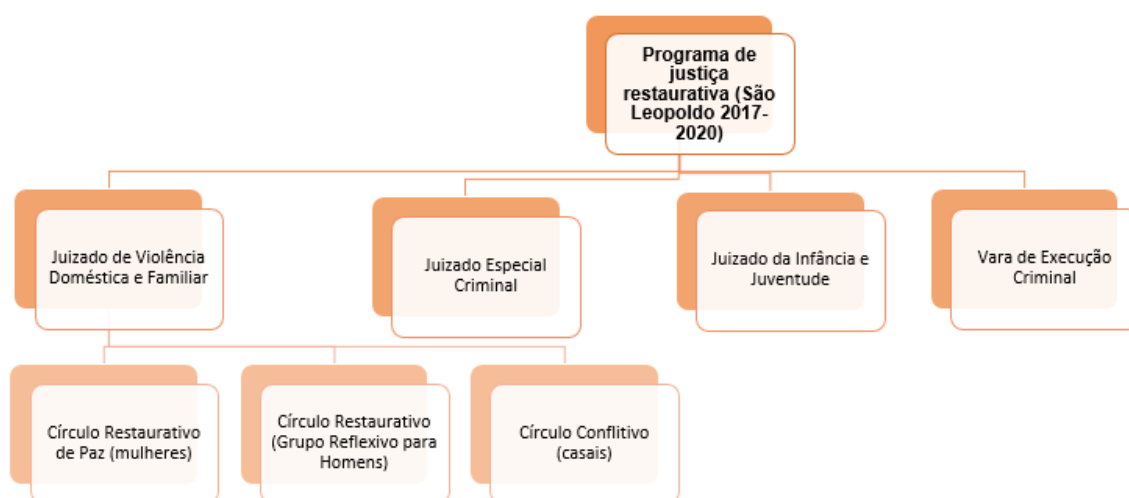 Programa de
justiça
restaurativa (São
Leopoldo 2017-
2020)
Juizado de Violência
Doméstica e Familiar
Juizado Especial
Criminal
Juizado da Infância e
Juventude
Vara de Execução
Criminal
Círculo Restaurativo
de Paz (mulheres)
Círculo Restaurativo
(Grupo Reflexivo para
Homens)
Círculo Conflitivo
(casais)